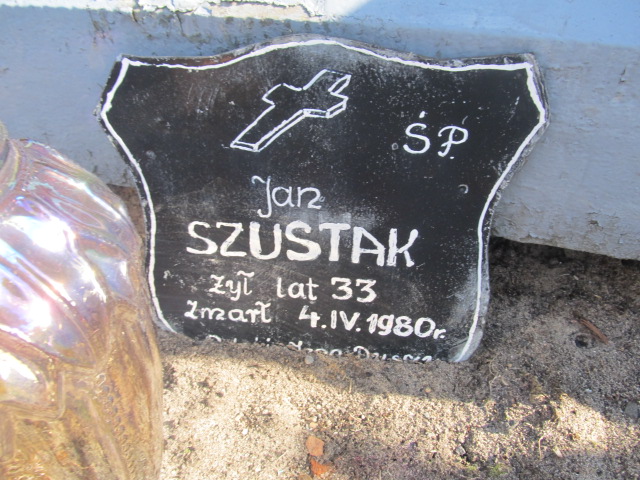 ŚP
Jan
SZUSTAK
Żył lat 33
Zmarł 4.IV.1980r.